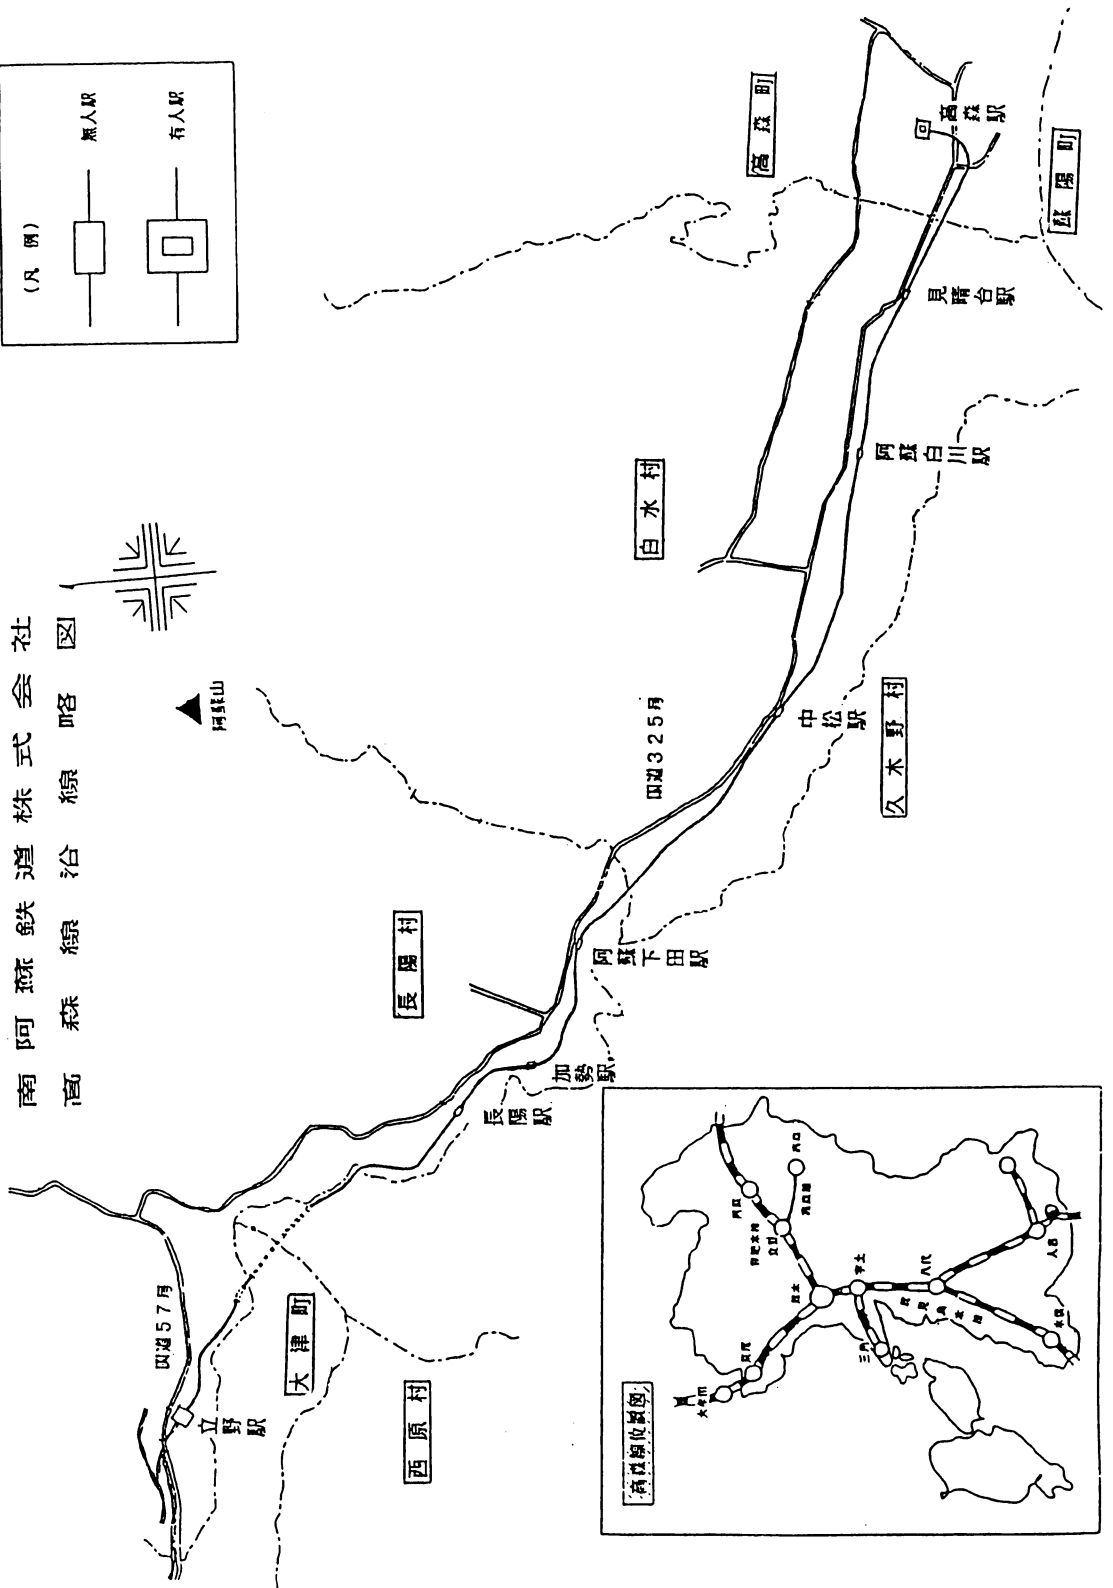 南阿蘇鉄道株式会社
高森線沿線略図
(凡例)
無人駅
有人駅
阿蘇山
国道57号
国道325号
立野駅
長陽駅
加勢駅
阿蘇下田駅
中松駅
阿蘇白川駅
見晴台駅
高森駅
大津町
西原村
長陽村
久木野村
白水村
高森町
蘇陽町
高森線位置図
大牟田
熊本
宇土
三角
八代
人吉
水俣
立野